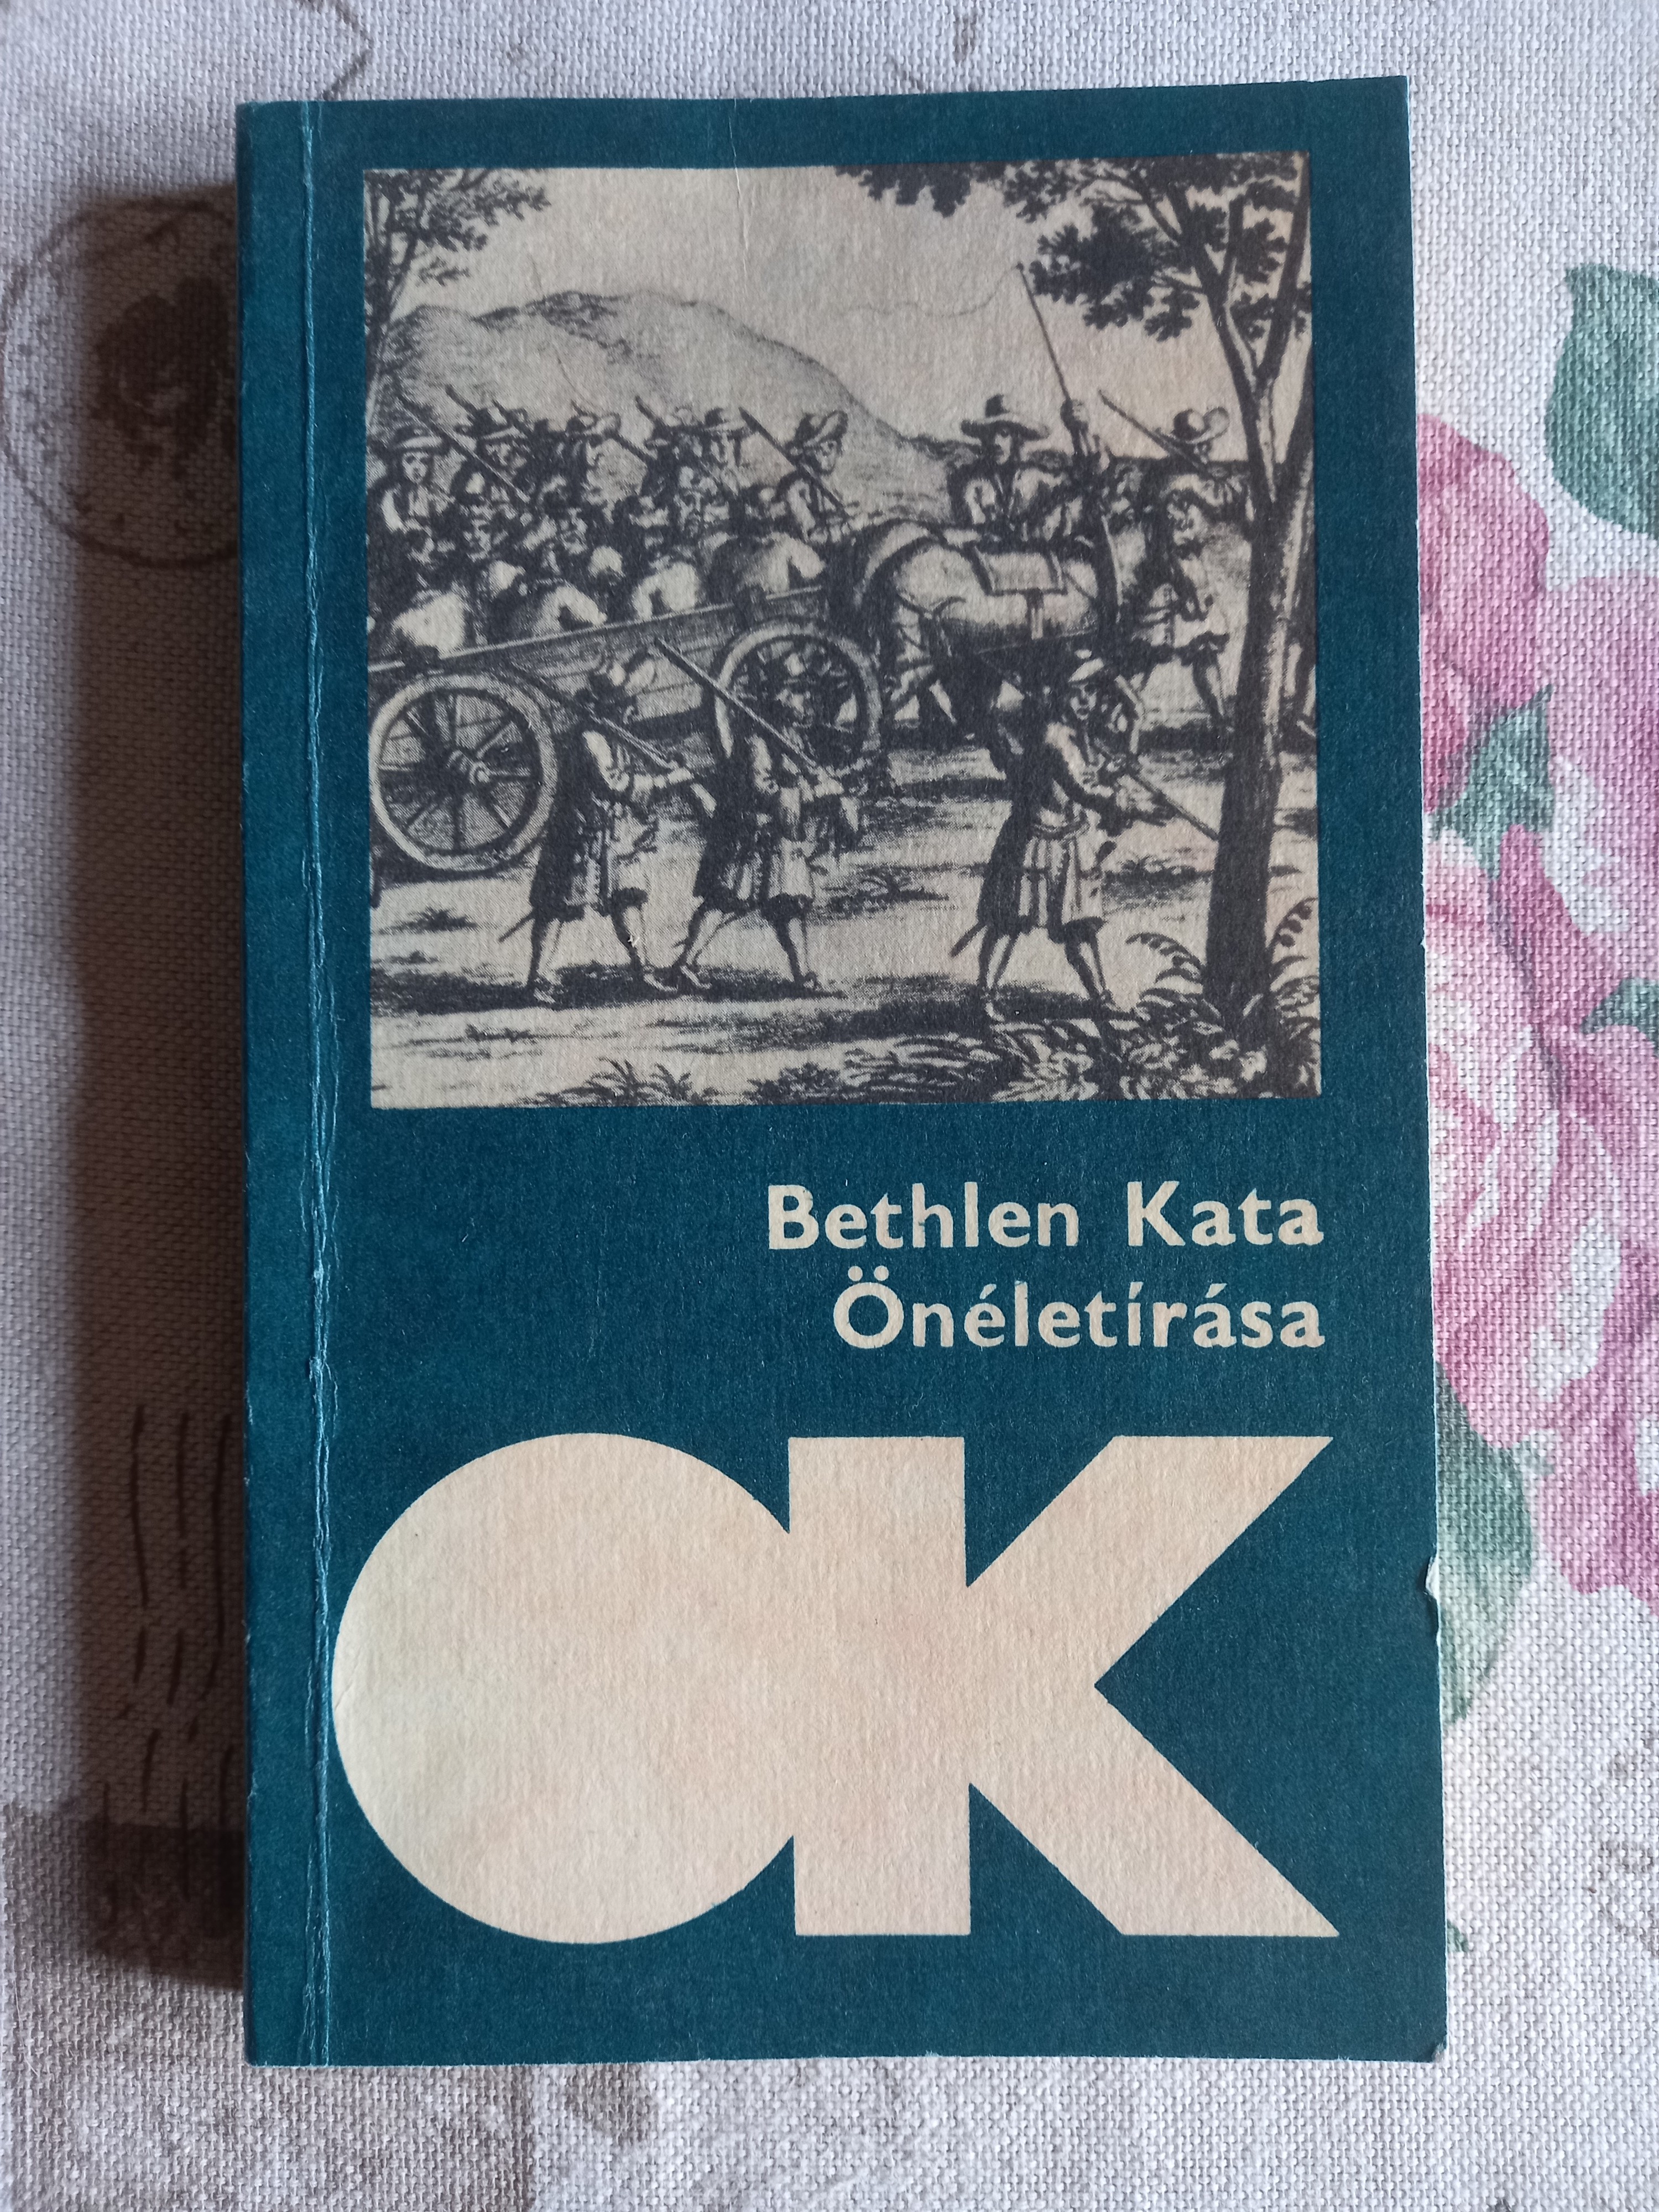 Bethlen Kata
Önéletírása
OK